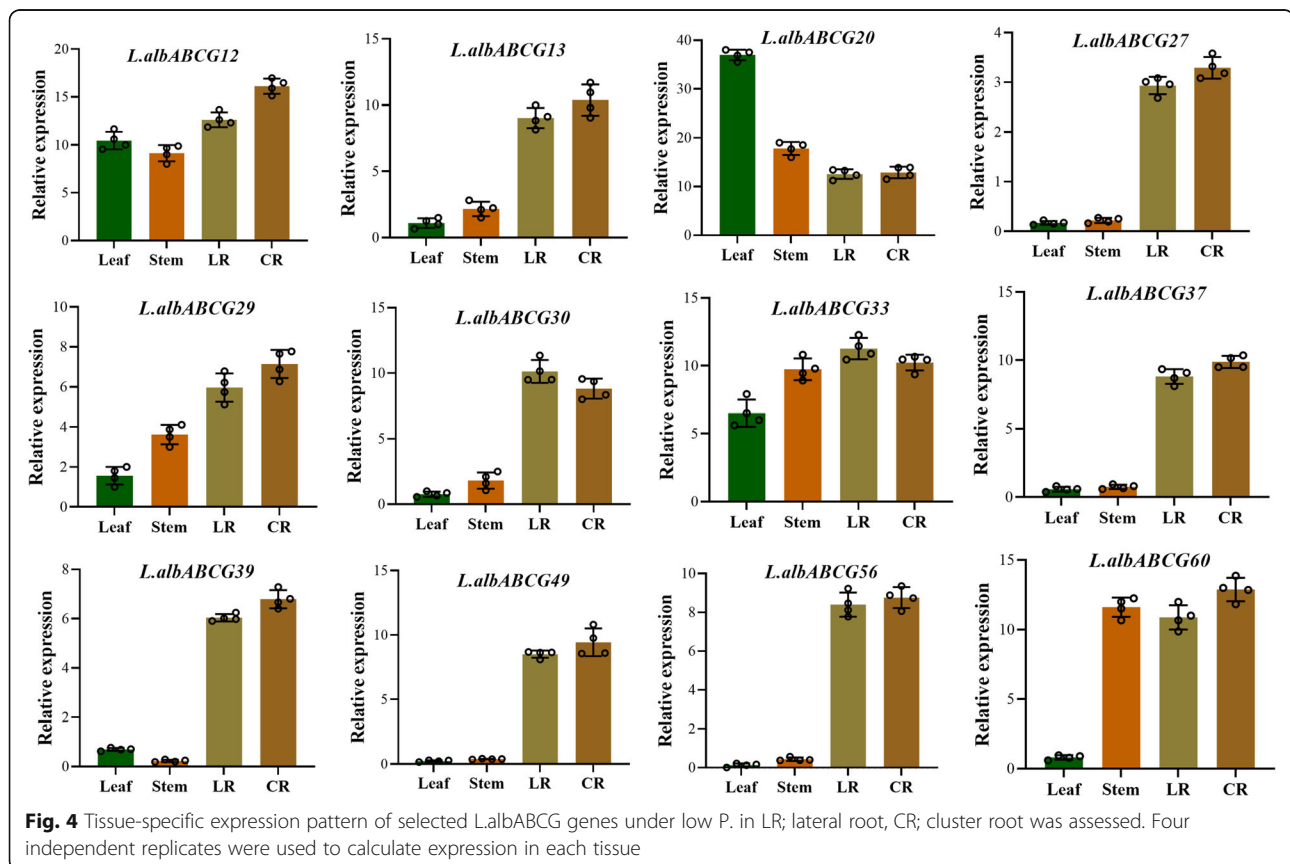 L.albABCG12
Relative expression
20
15
10
5
0
Leaf Stem LR CR
L.albABCG13
Relative expression
15
10
5
0
Leaf Stem LR CR
L.albABCG20
Relative expression
40
30
20
10
0
Leaf Stem LR CR
L.albABCG27
Relative expression
4
3
2
1
0
Leaf Stem LR CR
L.albABCG29
Relative expression
10
8
6
4
2
0
Leaf Stem LR CR
L.albABCG30
Relative expression
15
10
5
0
Leaf Stem LR CR
L.albABCG33
Relative expression
15
10
5
0
Leaf Stem LR CR
L.albABCG37
Relative expression
15
10
5
0
Leaf Stem LR CR
L.albABCG39
Relative expression
8
6
4
2
0
Leaf Stem LR CR
L.albABCG49
Relative expression
15
10
5
0
Leaf Stem LR CR
L.albABCG56
Relative expression
10
8
6
4
2
0
Leaf Stem LR CR
L.albABCG60
Relative expression
15
10
5
0
Leaf Stem LR CR
Fig. 4 Tissue-specific expression pattern of selected L.albABCG genes under low P. in LR; lateral root, CR; cluster root was assessed. Four
independent replicates were used to calculate expression in each tissue